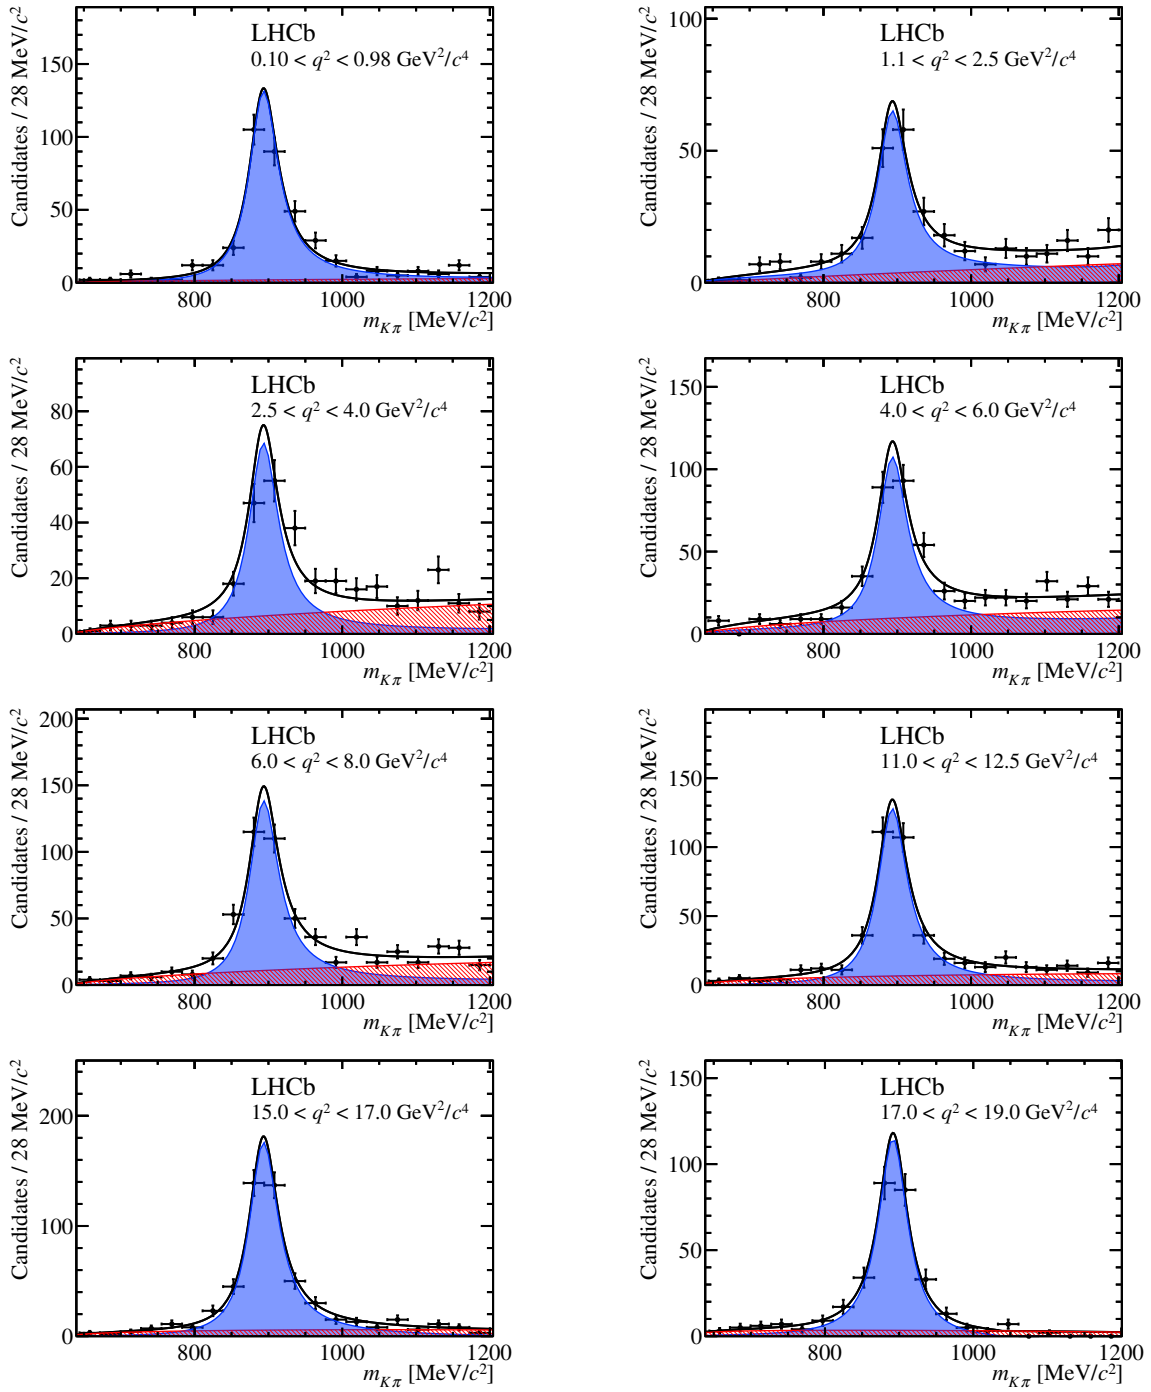 Candidates / 28 MeV/c²
150
100
50
0
LHCb
0.10 < q² < 0.98 GeV²/c⁴
800
1000
1200
m_Kπ [MeV/c²]
Candidates / 28 MeV/c²
100
50
0
LHCb
1.1 < q² < 2.5 GeV²/c⁴
800
1000
1200
m_Kπ [MeV/c²]
Candidates / 28 MeV/c²
80
60
40
20
0
LHCb
2.5 < q² < 4.0 GeV²/c⁴
800
1000
1200
m_Kπ [MeV/c²]
Candidates / 28 MeV/c²
150
100
50
0
LHCb
4.0 < q² < 6.0 GeV²/c⁴
800
1000
1200
m_Kπ [MeV/c²]
Candidates / 28 MeV/c²
200
150
100
50
0
LHCb
6.0 < q² < 8.0 GeV²/c⁴
800
1000
1200
m_Kπ [MeV/c²]
Candidates / 28 MeV/c²
150
100
50
0
LHCb
11.0 < q² < 12.5 GeV²/c⁴
800
1000
1200
m_Kπ [MeV/c²]
Candidates / 28 MeV/c²
200
100
0
LHCb
15.0 < q² < 17.0 GeV²/c⁴
800
1000
1200
m_Kπ [MeV/c²]
Candidates / 28 MeV/c²
150
100
50
0
LHCb
17.0 < q² < 19.0 GeV²/c⁴
800
1000
1200
m_Kπ [MeV/c²]